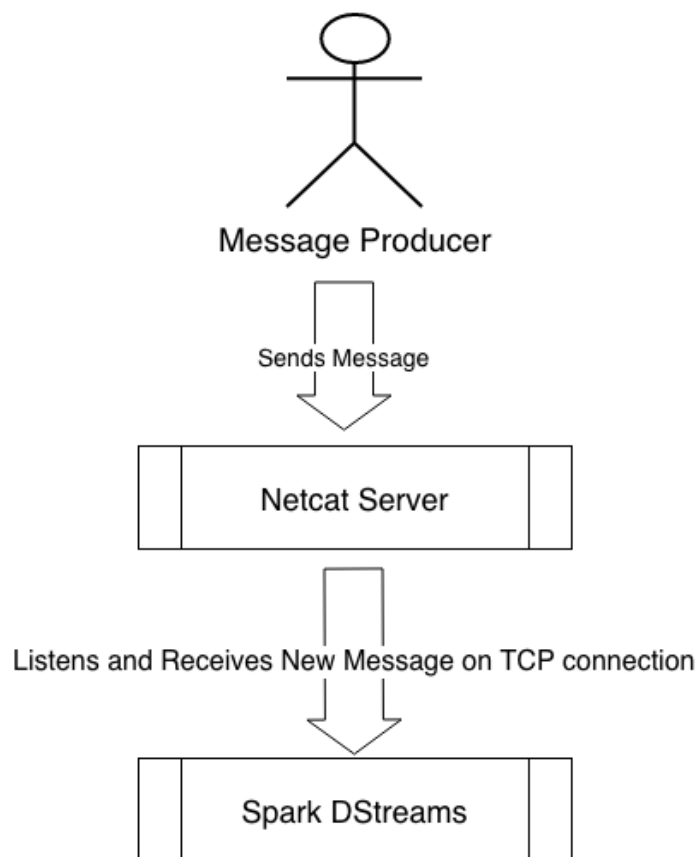 Message Producer
Sends Message
Netcat Server
Listens and Receives New Message on TCP connection
Spark DStreams